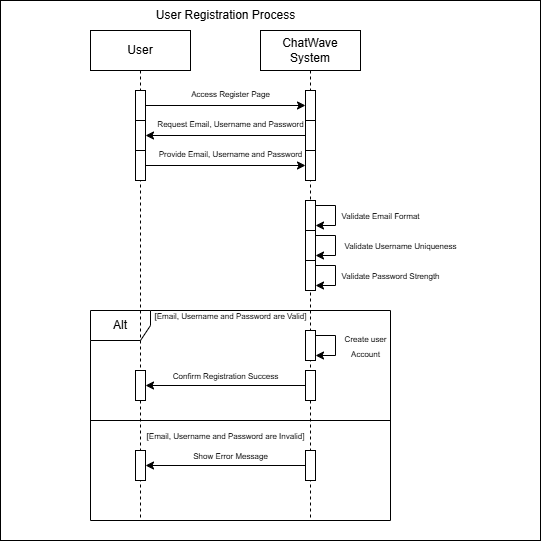 User Registration Process
User
ChatWave
System
Access Register Page
Request Email, Username and Password
Provide Email, Username and Password
Validate Email Format
Validate Username Uniqueness
Validate Password Strength
Alt
[Email, Username and Password are Valid]
Create user
Account
Confirm Registration Success
[Email, Username and Password are Invalid]
Show Error Message